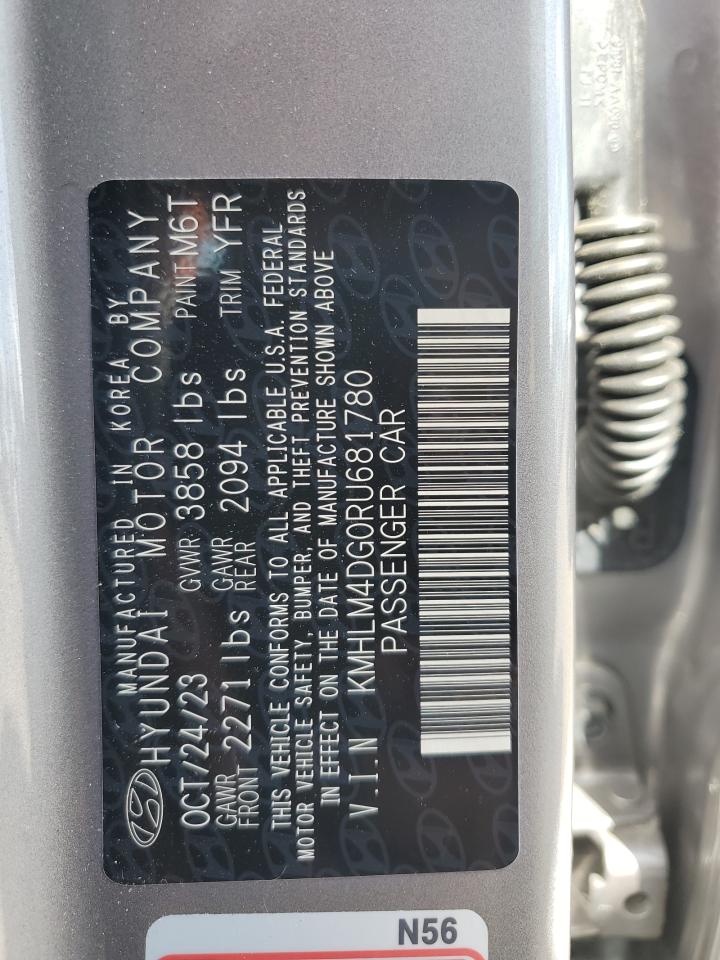 MANUFACTURED IN KOREA BY
HYUNDAI MOTOR COMPANY
OCT/24/23 GVWR 3858 lbs PAINT M6T
GAWR FRONT 2271 lbs GAWR REAR 2094 lbs TRIM YFR
THIS VEHICLE CONFORMS TO ALL APPLICABLE U.S.A. FEDERAL
MOTOR VEHICLE SAFETY, BUMPER, AND THEFT PREVENTION STANDARDS
IN EFFECT ON THE DATE OF MANUFACTURE SHOWN ABOVE
V.I.N KMHLM4DG0RU681780
PASSENGER CAR
N56